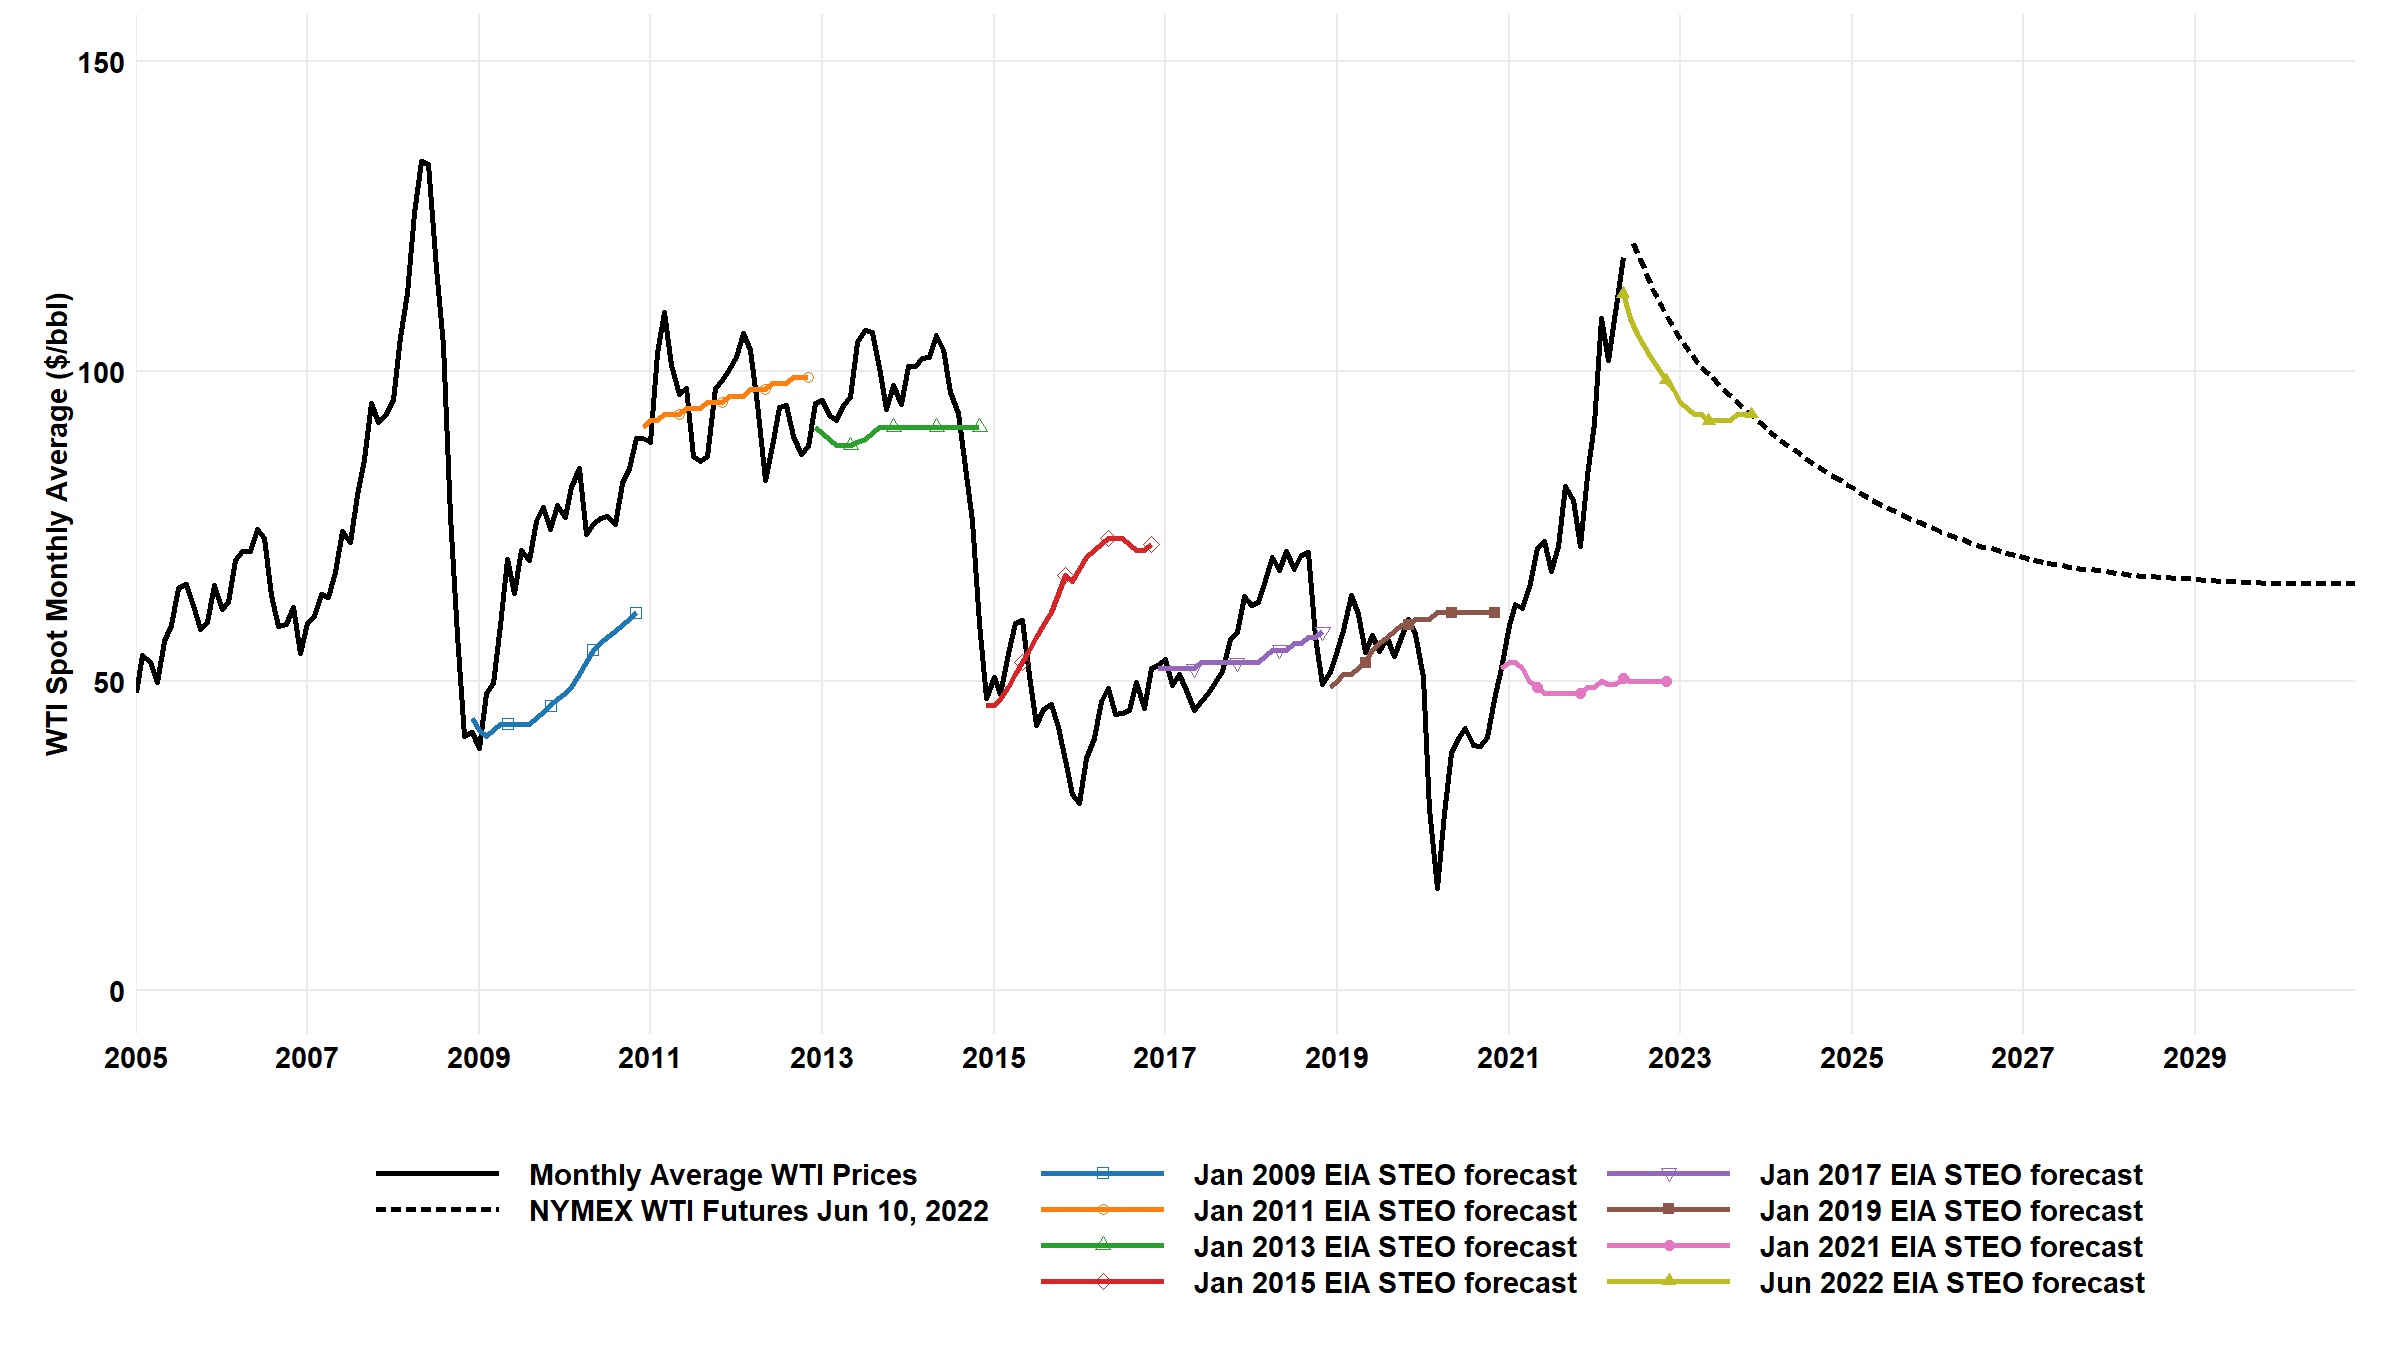 WTI Spot Monthly Average ($/bbl)
150
100
50
0
2005 2007 2009 2011 2013 2015 2017 2019 2021 2023 2025 2027 2029
Monthly Average WTI Prices
NYMEX WTI Futures Jun 10, 2022
Jan 2009 EIA STEO forecast
Jan 2011 EIA STEO forecast
Jan 2013 EIA STEO forecast
Jan 2015 EIA STEO forecast
Jan 2017 EIA STEO forecast
Jan 2019 EIA STEO forecast
Jan 2021 EIA STEO forecast
Jun 2022 EIA STEO forecast